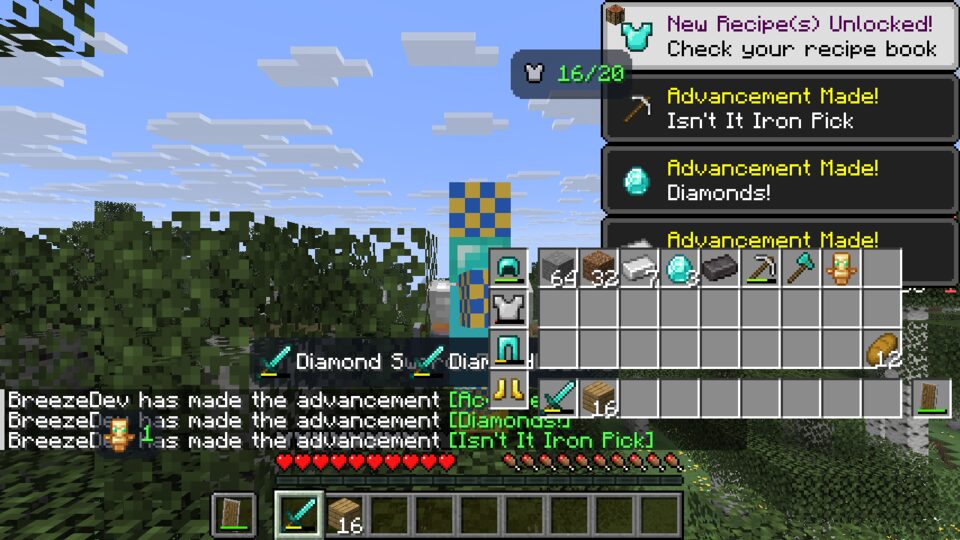 New Recipe(s) Unlocked!
Check your recipe book
16/20
Advancement Made!
Isn't It Iron Pick
Advancement Made!
Diamonds!
Advancement Made!
64
32
7
3
12
16
Diamond
BreezeDev has made the advancement
BreezeDev has made the advancement [Diamonds!]
BreezeDev has made the advancement [Isn't It Iron Pick]
1
16